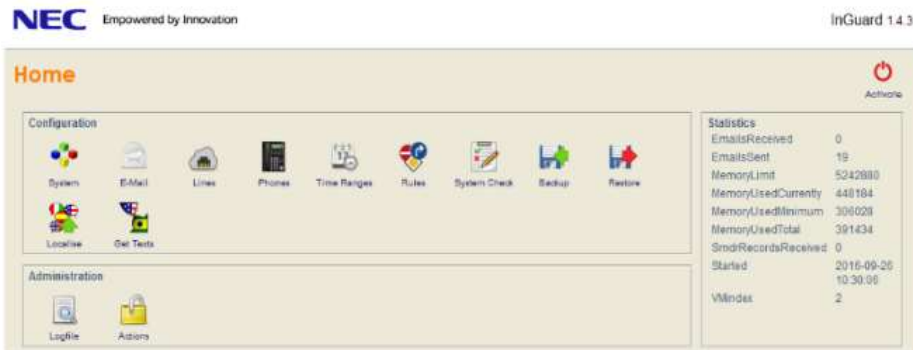 NEC Empowered by Innovation
InGuard 1.4.3
Home
Activate
Configuration
System E-Mail Lines Phones Time Ranges Rules System Check Backup Restore
Localise Get Texts
Administration
Logfile Actions
Statistics
EmailsReceived 0
EmailsSent 19
MemoryLimit 5242880
MemoryUsedCurrently 448184
MemoryUsedMinimum 306028
MemoryUsedTotal 391434
SmdrRecordsReceived 0
Started 2016-09-26
10:30:06
VMIndex 2